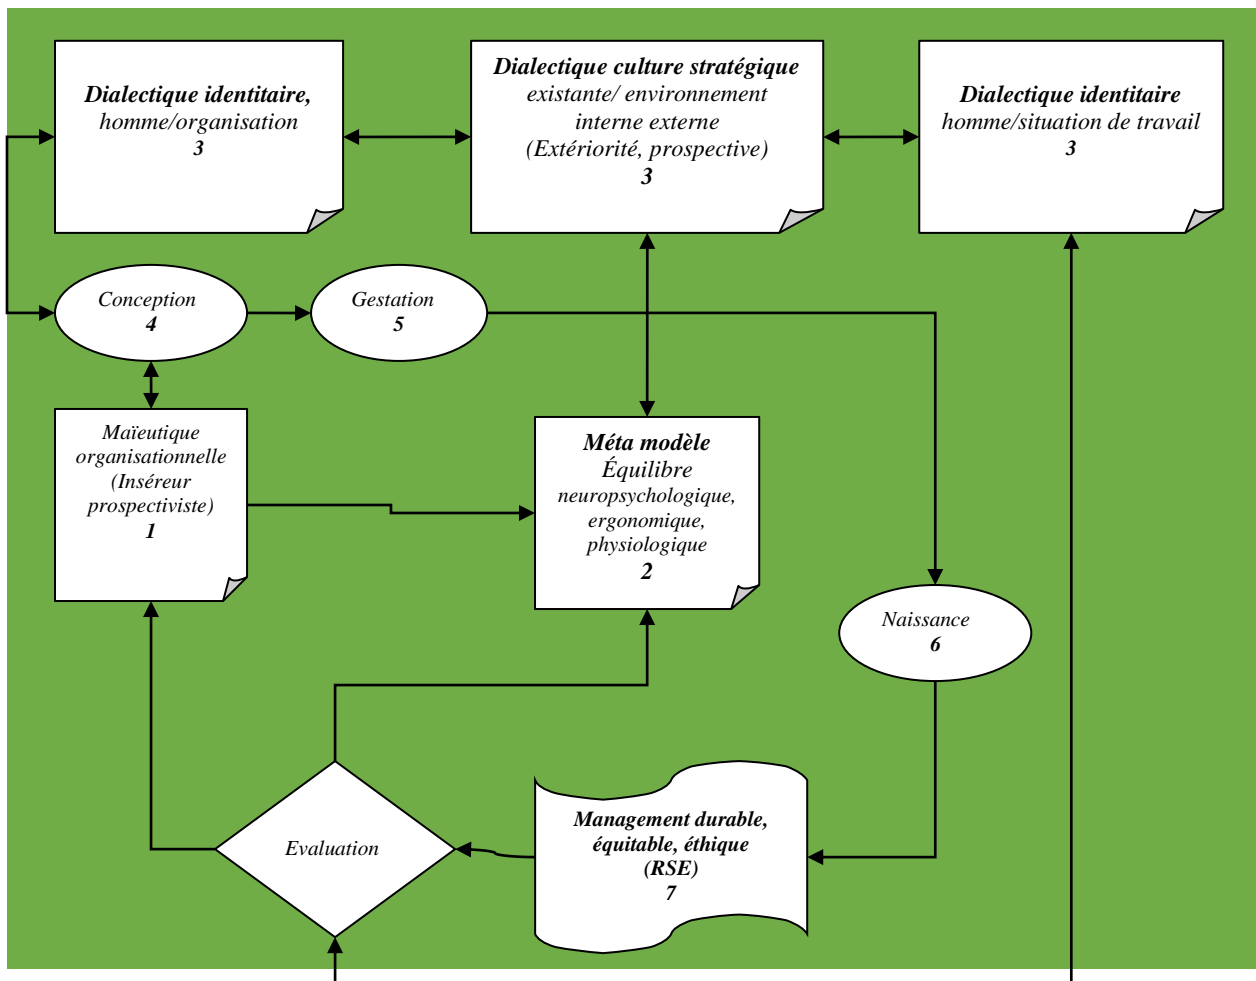 Dialectique identitaire,
homme/organisation
3
Dialectique culture stratégique
existante/ environnement
interne externe
(Extériorité, prospective)
3
Dialectique identitaire
homme/situation de travail
3
Conception
4
Gestation
5
Maïeutique
organisationnelle
(Inséreur
prospectiviste)
1
Méta modèle
Équilibre
neuropsychologique,
ergonomique,
physiologique
2
Naissance
6
Evaluation
Management durable,
équitable, éthique
(RSE)
7